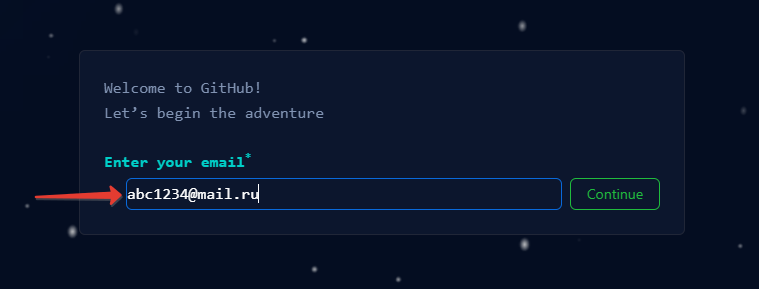 Welcome to GitHub!
Let’s begin the adventure
Enter your email*
abc1234@mail.ru
Continue